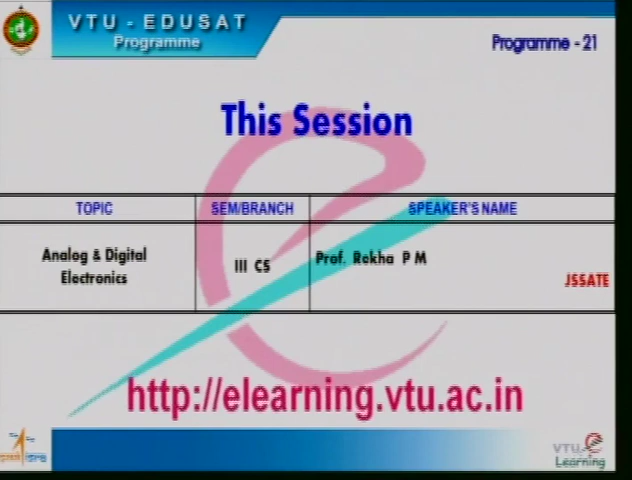 VTU - EDUSAT
Programme
Programme - 21
This Session
TOPIC SEM/BRANCH SPEAKER'S NAME
Analog & Digital
Electronics
III CS
Prof. Rekha P M
JSSATE
http://elearning.vtu.ac.in
isro
VTU
Learning